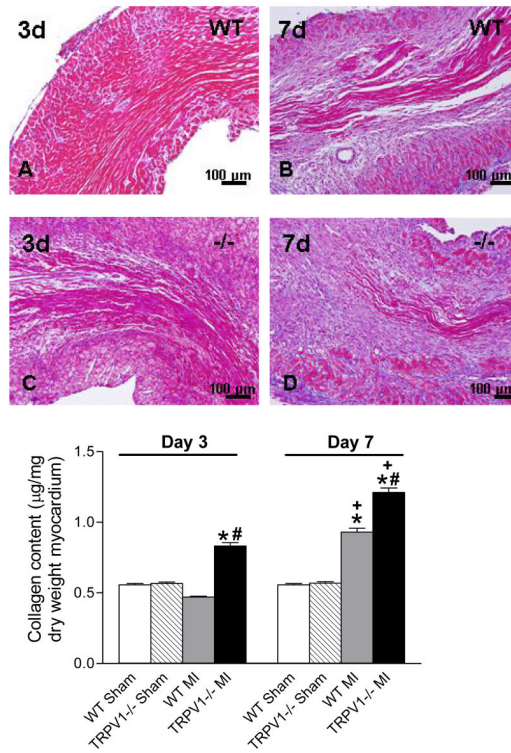 3d WT
A 100 µm
7d WT
B 100 µm
3d -/-
C 100 µm
7d -/-
D 100 µm
Day 3 Day 7
Collagen content (µg/mg
dry weight myocardium)
1.5
1.0
0.5
0.0
*#
+
*
+
*#
WT Sham
TRPV1-/- Sham
WT MI
TRPV1-/- MI
WT Sham
TRPV1-/- Sham
WT MI
TRPV1-/- MI